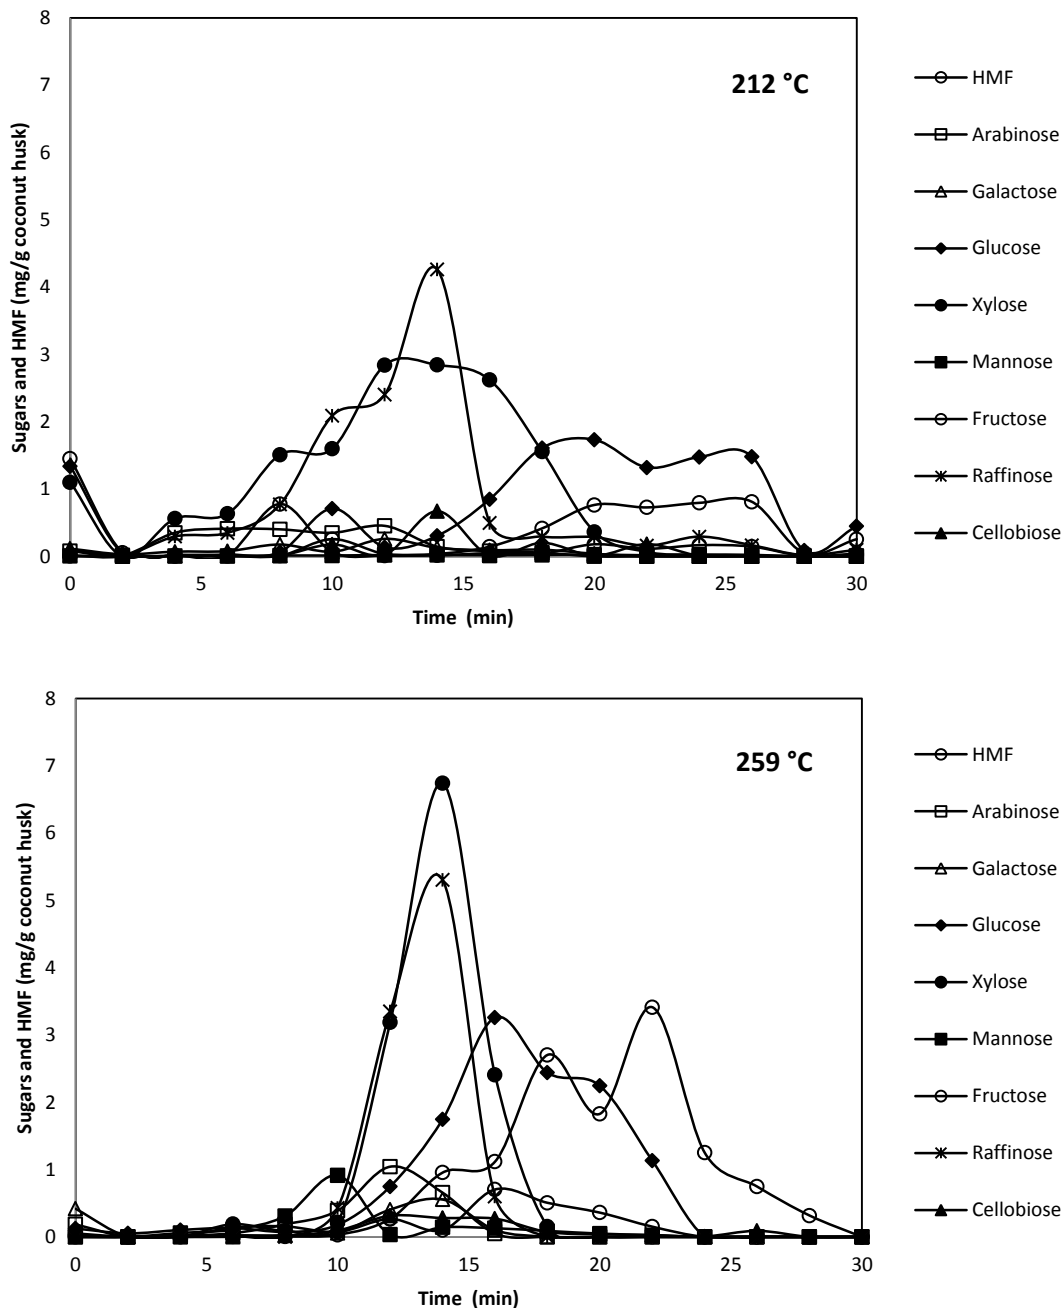 8
7
6
5
4
3
2
1
0
Sugars and HMF (mg/g coconut husk)
212 °C
0 5 10 15 20 25 30
Time (min)
HMF
Arabinose
Galactose
Glucose
Xylose
Mannose
Fructose
Raffinose
Cellobiose
8
7
6
5
4
3
2
1
0
Sugars and HMF (mg/g coconut husk)
259 °C
0 5 10 15 20 25 30
Time (min)
HMF
Arabinose
Galactose
Glucose
Xylose
Mannose
Fructose
Raffinose
Cellobiose